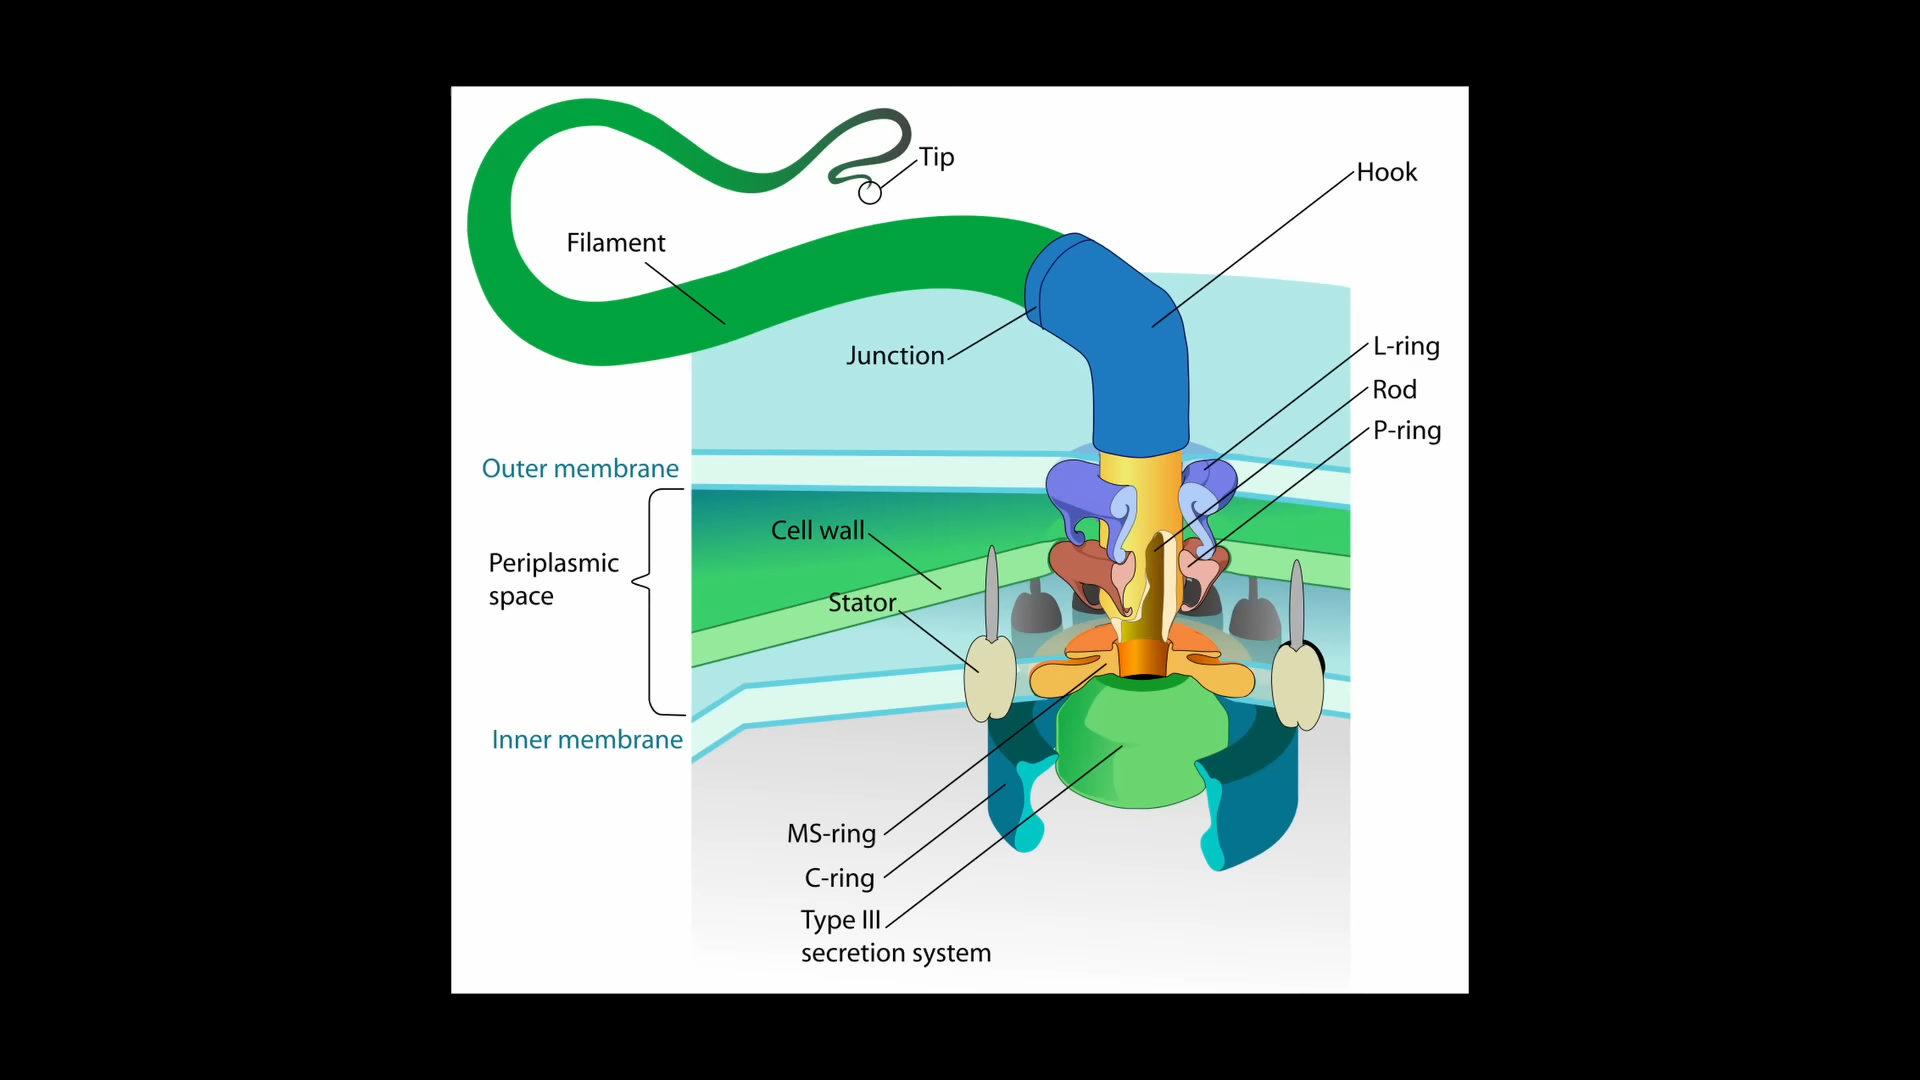 Tip
Hook
Filament
Junction
L-ring
Rod
P-ring
Outer membrane
Cell wall
Periplasmic
space
Stator
Inner membrane
MS-ring
C-ring
Type III
secretion system